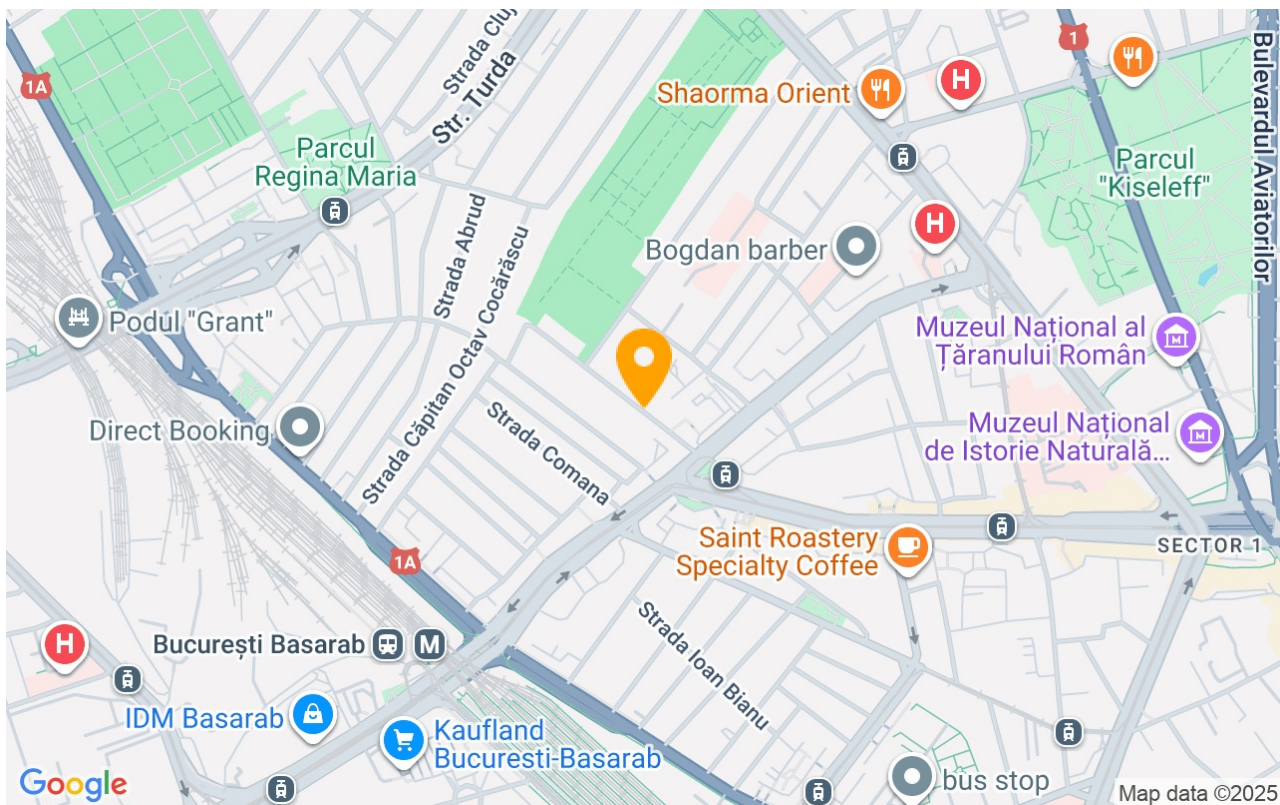 1A
Strada Cluj
Str. Turda
Parcul
Regina Maria
Strada Abrud
Strada Căpitan Octav Cocărăscu
Podul "Grant"
Direct Booking
1A
Shaorma Orient
H
1
Bulevardul Aviatorilor
Parcul
"Kiseleff"
H
Bogdan barber
Muzeul Național al
Țăranului Român
M
Muzeul Național
de Istorie Naturală...
M
Strada Comana
Saint Roastery
Specialty Coffee
SECTOR 1
Strada Ioan Bianu
București Basarab
M
H
IDM Basarab
Kaufland
Bucuresti-Basarab
bus stop
Google
Map data ©2025